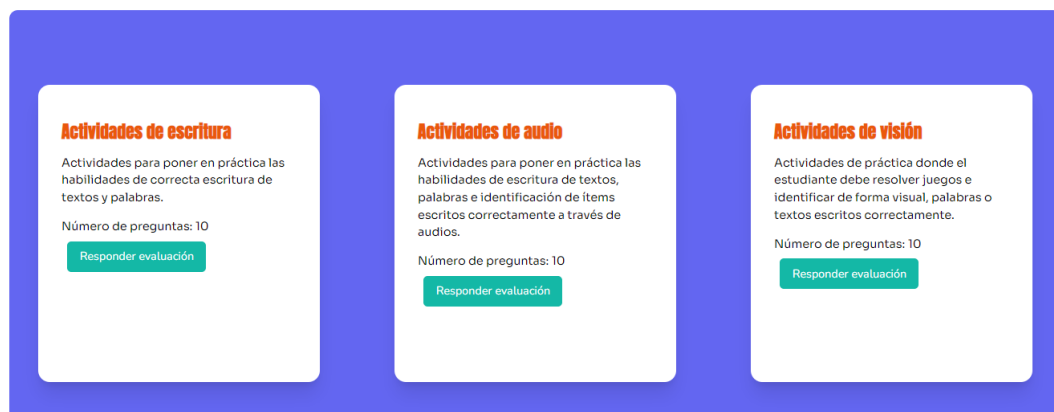 Actividades de escritura
Actividades para poner en práctica las
habilidades de correcta escritura de
textos y palabras.
Número de preguntas: 10
Responder evaluación
Actividades de audio
Actividades para poner en práctica las
habilidades de escritura de textos,
palabras e identificación de ítems
escritos correctamente a través de
audios.
Número de preguntas: 10
Responder evaluación
Actividades de visión
Actividades de práctica donde el
estudiante debe resolver juegos e
identificar de forma visual, palabras o
textos escritos correctamente.
Número de preguntas: 10
Responder evaluación